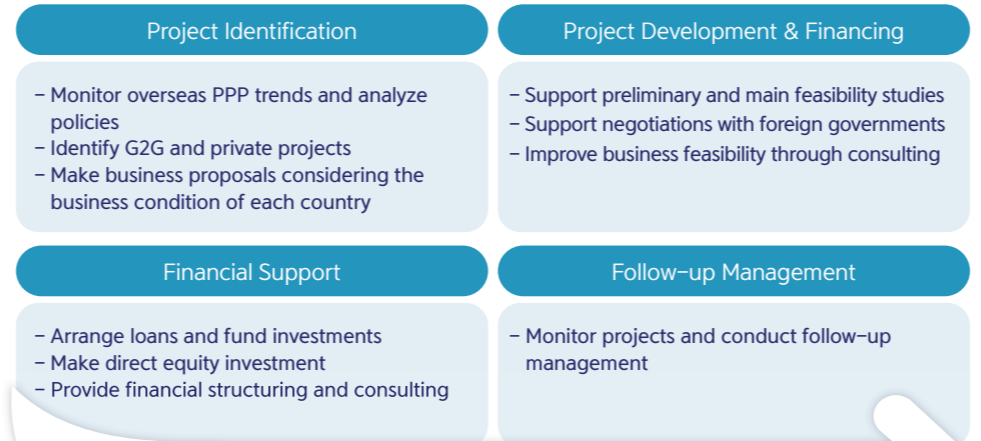 Project Identification
– Monitor overseas PPP trends and analyze
policies
– Identify G2G and private projects
– Make business proposals considering the
business condition of each country
Project Development & Financing
– Support preliminary and main feasibility studies
– Support negotiations with foreign governments
– Improve business feasibility through consulting
Financial Support
– Arrange loans and fund investments
– Make direct equity investment
– Provide financial structuring and consulting
Follow-up Management
– Monitor projects and conduct follow-up
management